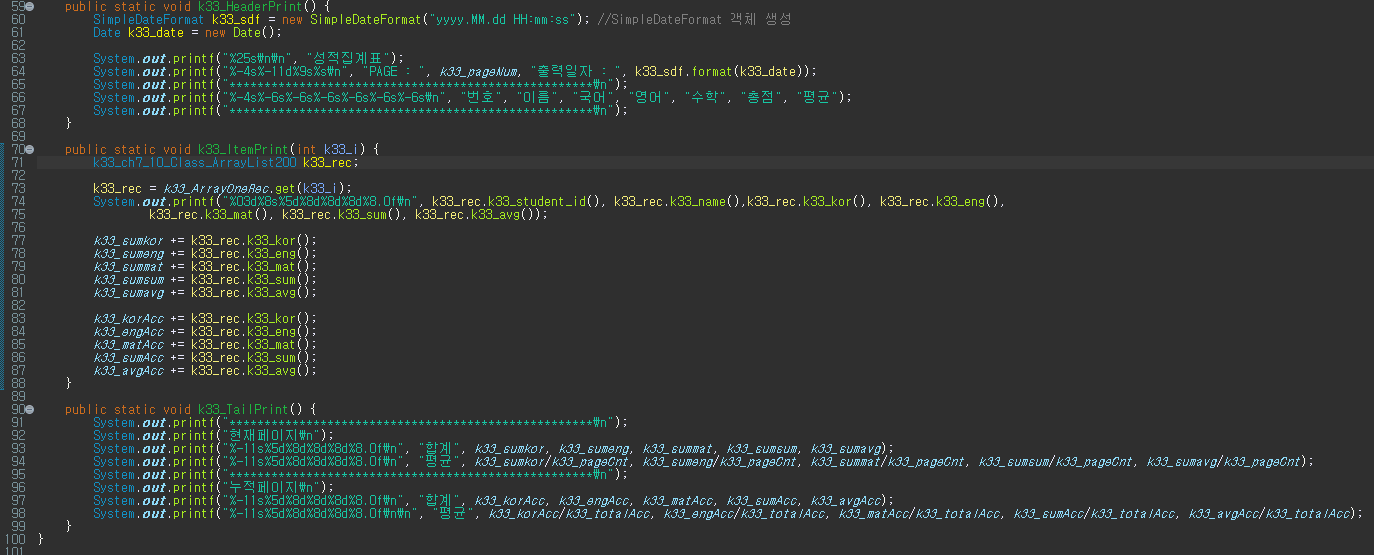 59 public static void k33_HeaderPrint() {
60 SimpleDateFormat k33_sdf = new SimpleDateFormat("yyyy.MM.dd HH:mm:ss"); //SimpleDateFormat 객체 생성
61 Date k33_date = new Date();
62
63 System.out.printf("%25s₩n₩n", "성적집계표");
64 System.out.printf("%-4s%-11d%9s%s₩n", "PAGE : ", k33_pageNum, "출력일자 : ", k33_sdf.format(k33_date));
65 System.out.printf("****************************************************₩n");
66 System.out.printf("%-4s%-6s%-6s%-6s%-6s%-6s%-6s₩n", "번호", "이름", "국어", "영어", "수학", "총점", "평균");
67 System.out.printf("****************************************************₩n");
68 }
69
70 public static void k33_ItemPrint(int k33_i) {
71 k33_ch7_10_Class_ArrayList200 k33_rec;
72
73 k33_rec = k33_ArrayOneRec.get(k33_i);
74 System.out.printf("%03d%8s%5d%8d%8d%8d%8.0f₩n", k33_rec.k33_student_id(), k33_rec.k33_name(),k33_rec.k33_kor(), k33_rec.k33_eng(),
75 k33_rec.k33_mat(), k33_rec.k33_sum(), k33_rec.k33_avg());
76
77 k33_sumkor += k33_rec.k33_kor();
78 k33_sumeng += k33_rec.k33_eng();
79 k33_summat += k33_rec.k33_mat();
80 k33_sumsum += k33_rec.k33_sum();
81 k33_sumavg += k33_rec.k33_avg();
82
83 k33_korAcc += k33_rec.k33_kor();
84 k33_engAcc += k33_rec.k33_eng();
85 k33_matAcc += k33_rec.k33_mat();
86 k33_sumAcc += k33_rec.k33_sum();
87 k33_avgAcc += k33_rec.k33_avg();
88 }
89
90 public static void k33_TailPrint() {
91 System.out.printf("****************************************************₩n");
92 System.out.printf("현재페이지₩n");
93 System.out.printf("%-11s%5d%8d%8d%8d%8.0f₩n", "합계", k33_sumkor, k33_sumeng, k33_summat, k33_sumsum, k33_sumavg);
94 System.out.printf("%-11s%5d%8d%8d%8d%8.0f₩n", "평균", k33_sumkor/k33_pageCnt, k33_sumeng/k33_pageCnt, k33_summat/k33_pageCnt, k33_sumsum/k33_pageCnt, k33_sumavg/k33_pageCnt);
95 System.out.printf("****************************************************₩n");
96 System.out.printf("누적페이지₩n");
97 System.out.printf("%-11s%5d%8d%8d%8d%8.0f₩n", "합계", k33_korAcc, k33_engAcc, k33_matAcc, k33_sumAcc, k33_avgAcc);
98 System.out.printf("%-11s%5d%8d%8d%8d%8.0f₩n₩n", "평균", k33_korAcc/k33_totalAcc, k33_engAcc/k33_totalAcc, k33_matAcc/k33_totalAcc, k33_sumAcc/k33_totalAcc, k33_avgAcc/k33_totalAcc);
99 }
100 }
101